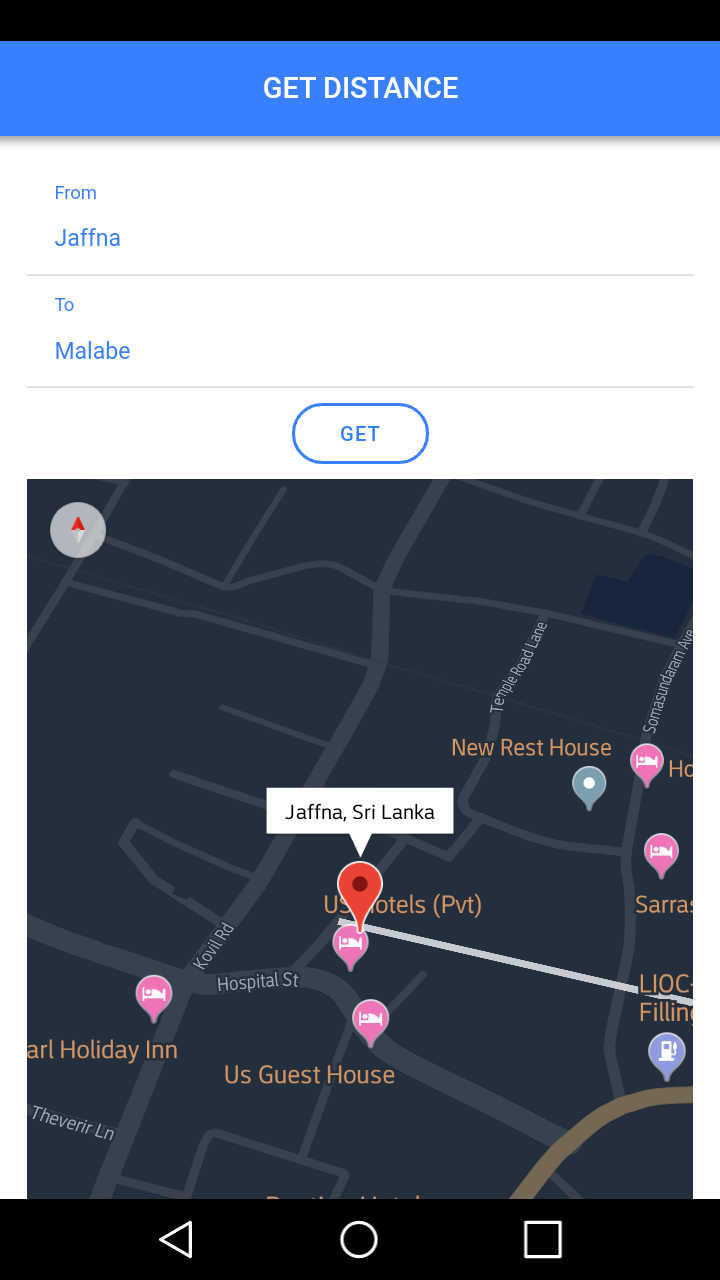 GET DISTANCE
From
Jaffna
To
Malabe
GET
Temple Road Lane
Somasundaram Ave
New Rest House
Ho
Jaffna, Sri Lanka
US Hotels (Pvt)
Sarras
Kovil Rd
Hospital St
LIOC-
Filling
arl Holiday Inn
Us Guest House
Theverir Ln